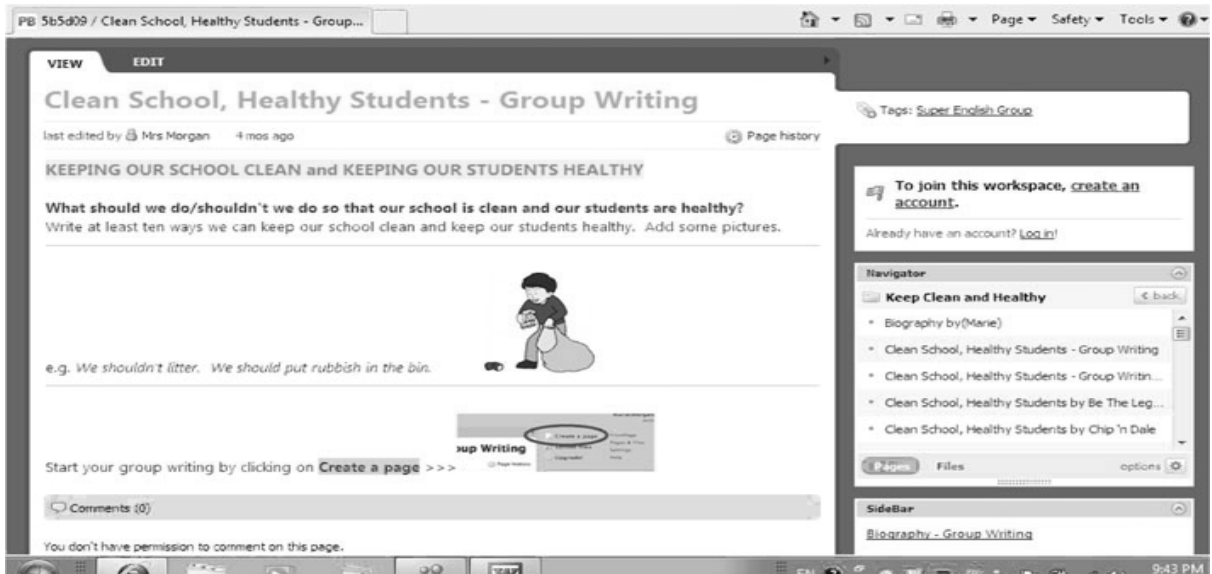 PB 5b5d09 / Clean School, Healthy Students - Group...
Page Safety Tools
VIEW EDIT
Clean School, Healthy Students - Group Writing
last edited by Mrs Morgan 4 mos ago
Page history
KEEPING OUR SCHOOL CLEAN and KEEPING OUR STUDENTS HEALTHY
What should we do/shouldn't we do so that our school is clean and our students are healthy?
Write at least ten ways we can keep our school clean and keep our students healthy. Add some pictures.
e.g. We shouldn't litter. We should put rubbish in the bin.
Create a page
oup Writing
Page history
Start your group writing by clicking on Create a page >>>
Comments (0)
You don't have permission to comment on this page.
Tags: Super English Group
To join this workspace, create an
account.
Already have an account? Log in!
Navigator
Keep Clean and Healthy
< back
Biography by(Marie)
Clean School, Healthy Students - Group Writing
Clean School, Healthy Students - Group Writin...
Clean School, Healthy Students by Be The Leg...
Clean School, Healthy Students by Chip 'n Dale
Pages Files options
SideBar
Biography - Group Writing
EN
9:43 PM